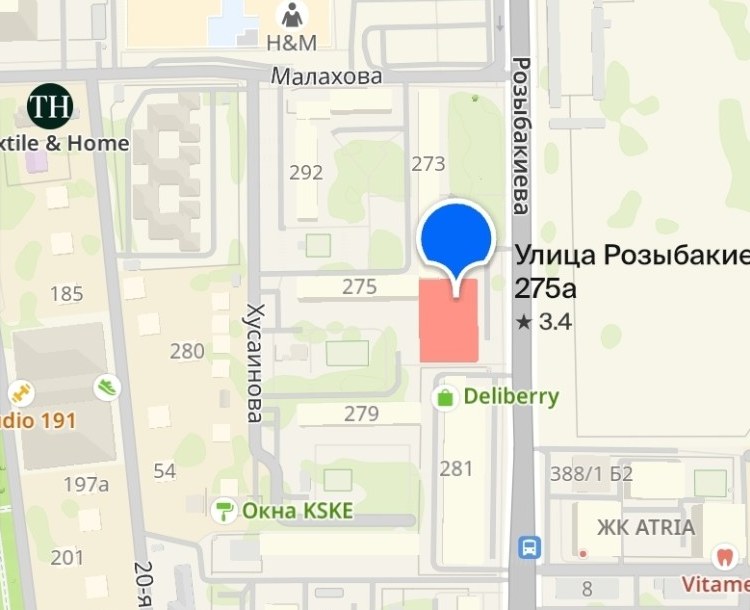 H&M
Малахова
TH
xtile & Home
Розыбакиева
292
273
Улица Розыбакие
275а
★ 3.4
275
185
Хусаинова
280
Deliberry
udio 191
279
281
54
388/1 Б2
197а
Окна KSKE
ЖК ATRIA
201
20-я
8
Vitame